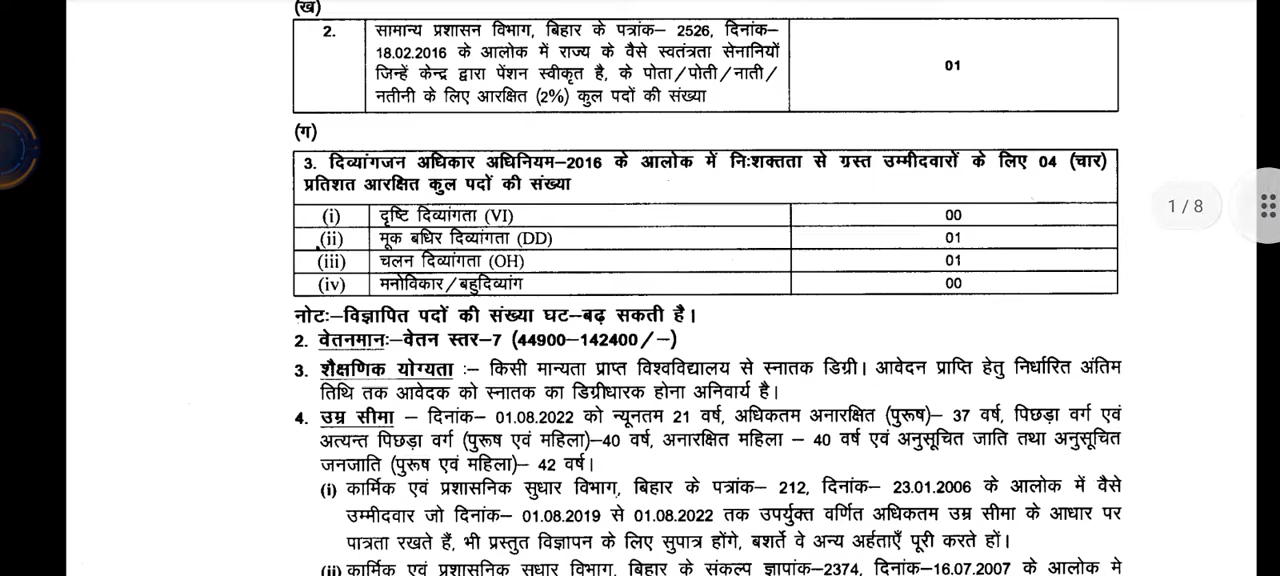 (ख)
2. सामान्य प्रशासन विभाग, बिहार के पत्रांक– 2526, दिनांक–
18.02.2016 के आलोक में राज्य के वैसे स्वतंत्रता सेनानियों
जिन्हें केन्द्र द्वारा पेंशन स्वीकृत है, के पोता/पोती/नाती/
नतीनी के लिए आरक्षित (2%) कुल पदों की संख्या
01
(ग)
3. दिव्यांगजन अधिकार अधिनियम–2016 के आलोक में निःशक्तता से ग्रस्त उम्मीदवारों के लिए 04 (चार)
प्रतिशत आरक्षित कुल पदों की संख्या
(i) दृष्टि दिव्यांगता (VI) 00
(ii) मूक बधिर दिव्यांगता (DD) 01
(iii) चलन दिव्यांगता (OH) 01
(iv) मनोविकार/बहुदिव्यांग 00
1 / 8
नोटः–विज्ञापित पदों की संख्या घट–बढ़ सकती है।
2. वेतनमानः–वेतन स्तर–7 (44900–142400/–)
3. शैक्षणिक योग्यता :– किसी मान्यता प्राप्त विश्वविद्यालय से स्नातक डिग्री। आवेदन प्राप्ति हेतु निर्धारित अंतिम
तिथि तक आवेदक को स्नातक का डिग्रीधारक होना अनिवार्य है।
4. उम्र सीमा – दिनांक– 01.08.2022 को न्यूनतम 21 वर्ष, अधिकतम अनारक्षित (पुरूष)– 37 वर्ष, पिछड़ा वर्ग एवं
अत्यन्त पिछड़ा वर्ग (पुरूष एवं महिला)–40 वर्ष, अनारक्षित महिला – 40 वर्ष एवं अनुसूचित जाति तथा अनुसूचित
जनजाति (पुरूष एवं महिला)– 42 वर्ष।
(i) कार्मिक एवं प्रशासनिक सुधार विभाग, बिहार के पत्रांक– 212, दिनांक– 23.01.2006 के आलोक में वैसे
उम्मीदवार जो दिनांक– 01.08.2019 से 01.08.2022 तक उपर्युक्त वर्णित अधिकतम उम्र सीमा के आधार पर
पात्रता रखते हैं, भी प्रस्तुत विज्ञापन के लिए सुपात्र होंगे, बशर्ते वे अन्य अर्हताएँ पूरी करते हों।
(ii) कार्मिक एवं प्रशासनिक सुधार विभाग, बिहार के संकल्प ज्ञापांक–2374, दिनांक–16.07.2007 के आलोक मे